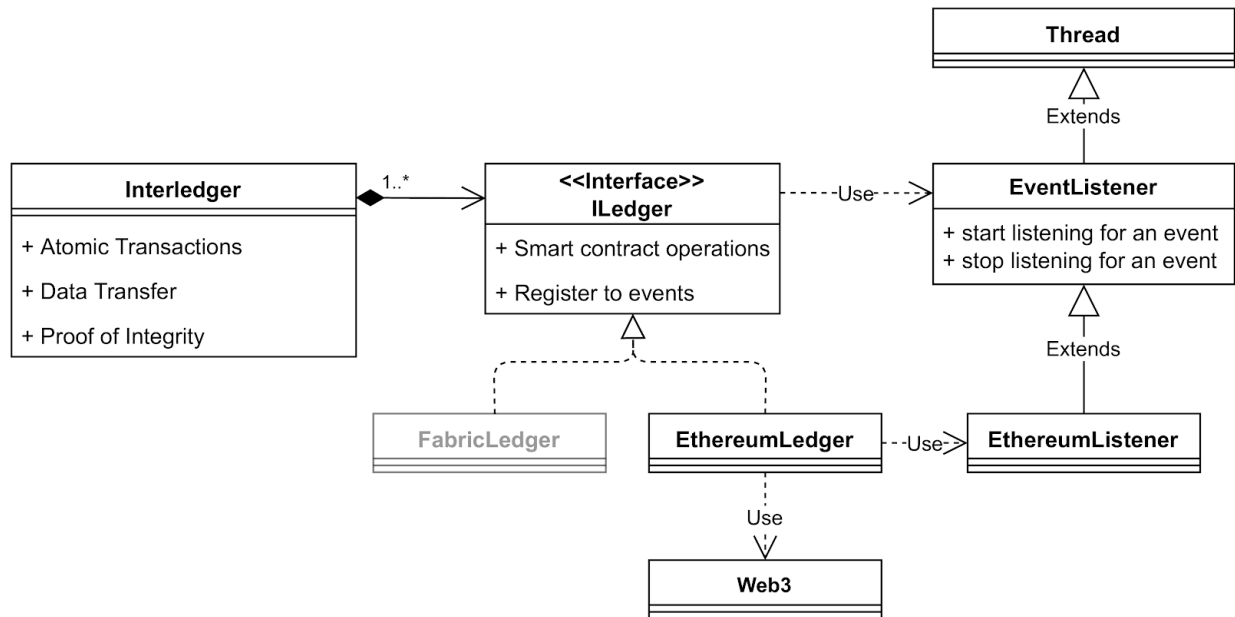 Thread
Extends
Interledger
+ Atomic Transactions
+ Data Transfer
+ Proof of Integrity
1..*
<<Interface>>
ILedger
+ Smart contract operations
+ Register to events
Use
EventListener
+ start listening for an event
+ stop listening for an event
Extends
FabricLedger
EthereumLedger
Use
EthereumListener
Use
Web3